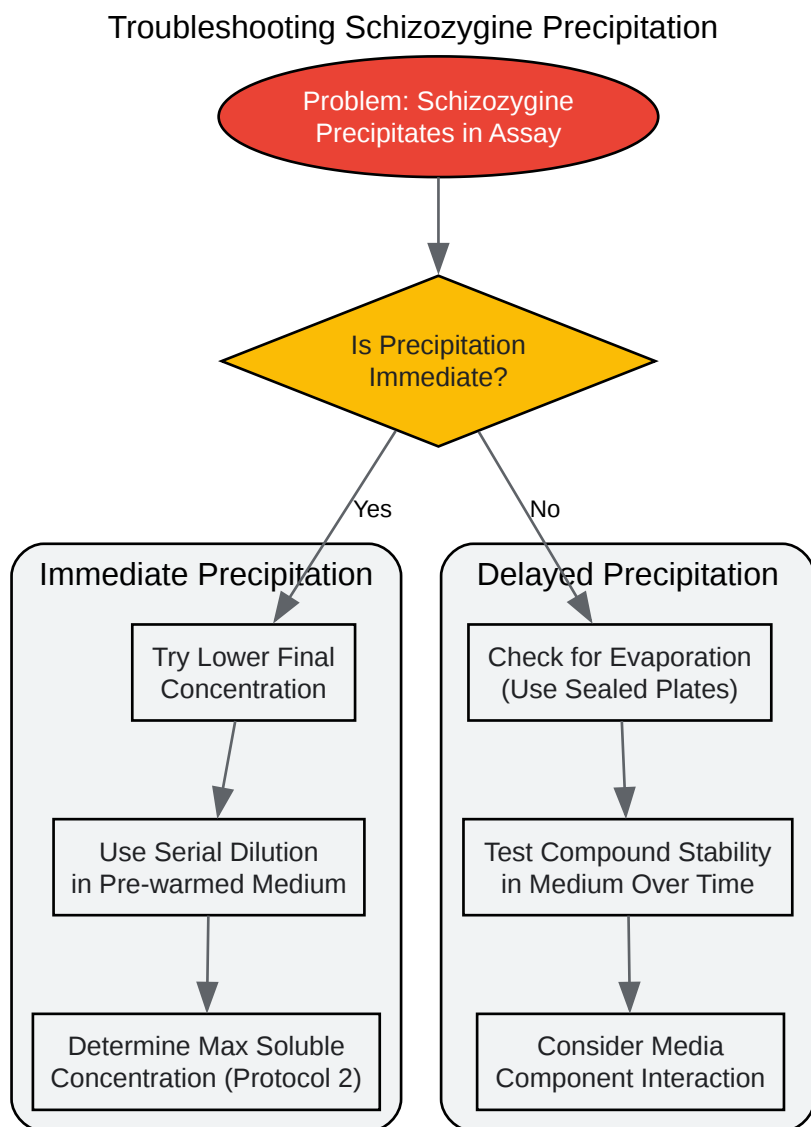 Troubleshooting Schizozygine Precipitation
Problem: Schizozygine
Precipitates in Assay
Is Precipitation
Immediate?
Yes
No
Immediate Precipitation
Try Lower Final
Concentration
Use Serial Dilution
in Pre-warmed Medium
Determine Max Soluble
Concentration (Protocol 2)
Delayed Precipitation
Check for Evaporation
(Use Sealed Plates)
Test Compound Stability
in Medium Over Time
Consider Media
Component Interaction